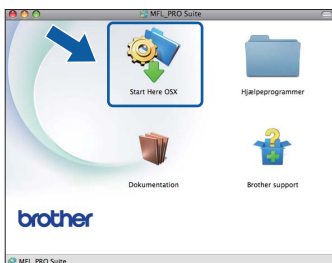 MFL_PRO Suite
Start Here OSX
Hjælpeprogrammer
Dokumentation
Brother support
brother
MFL_PRO Suite